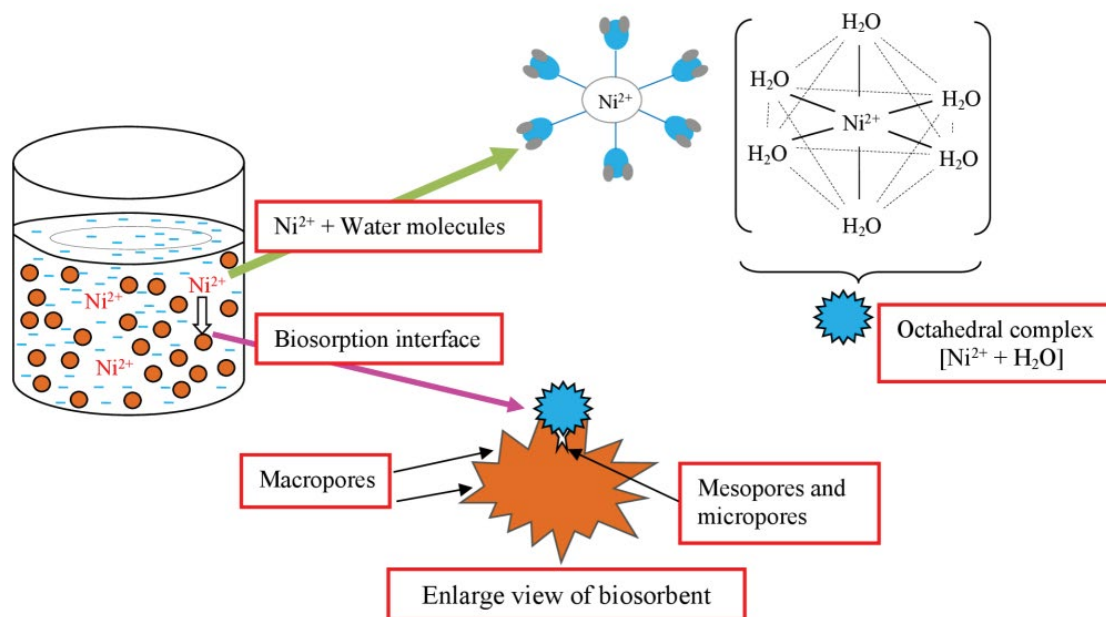 H₂O
H₂O
H₂O
Ni²⁺
Ni²⁺
H₂O
H₂O
H₂O
Ni²⁺ + Water molecules
Ni²⁺
Ni²⁺
Ni²⁺
Octahedral complex
[Ni²⁺ + H₂O]
Biosorption interface
Macropores
Mesopores and
micropores
Enlarge view of biosorbent